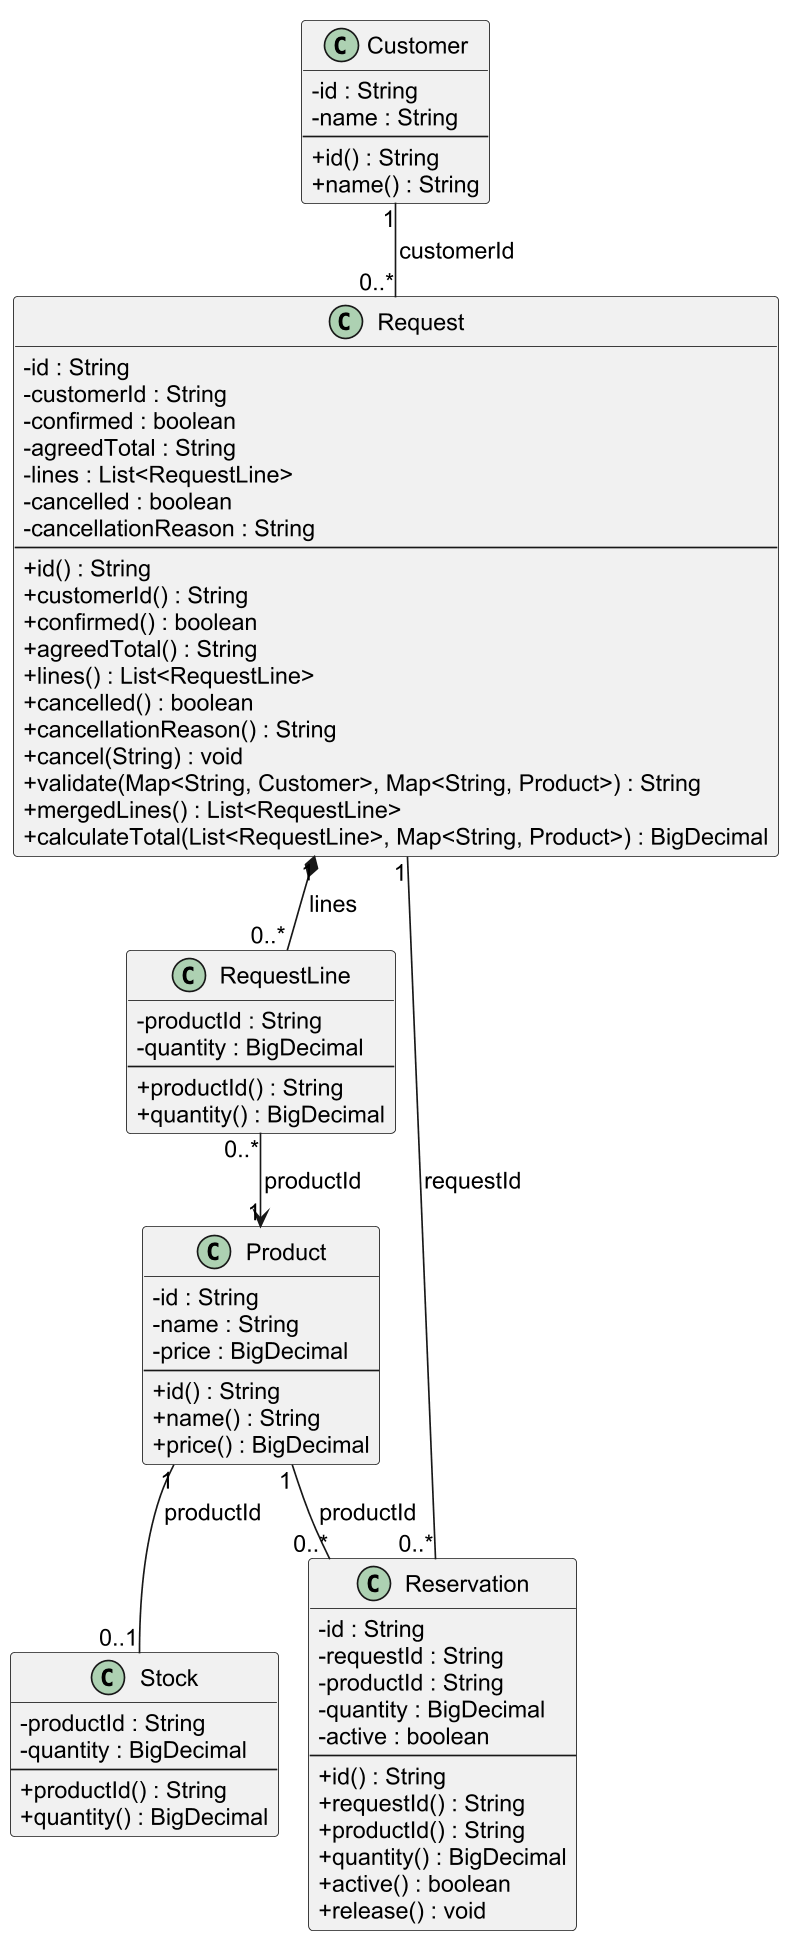 C Customer
-id : String
-name : String
+id() : String
+name() : String
1
customerId
0..*
C Request
-id : String
-customerId : String
-confirmed : boolean
-agreedTotal : String
-lines : List<RequestLine>
-cancelled : boolean
-cancellationReason : String
+id() : String
+customerId() : String
+confirmed() : boolean
+agreedTotal() : String
+lines() : List<RequestLine>
+cancelled() : boolean
+cancellationReason() : String
+cancel(String) : void
+validate(Map<String, Customer>, Map<String, Product>) : String
+mergedLines() : List<RequestLine>
+calculateTotal(List<RequestLine>, Map<String, Product>) : BigDecimal
1
1
lines
0..*
C RequestLine
-productId : String
-quantity : BigDecimal
+productId() : String
+quantity() : BigDecimal
0..*
productId
requestId
1
C Product
-id : String
-name : String
-price : BigDecimal
+id() : String
+name() : String
+price() : BigDecimal
1
1
productId
productId
0..*
0..*
C Reservation
-id : String
-requestId : String
-productId : String
-quantity : BigDecimal
-active : boolean
+id() : String
+requestId() : String
+productId() : String
+quantity() : BigDecimal
+active() : boolean
+release() : void
0..1
C Stock
-productId : String
-quantity : BigDecimal
+productId() : String
+quantity() : BigDecimal